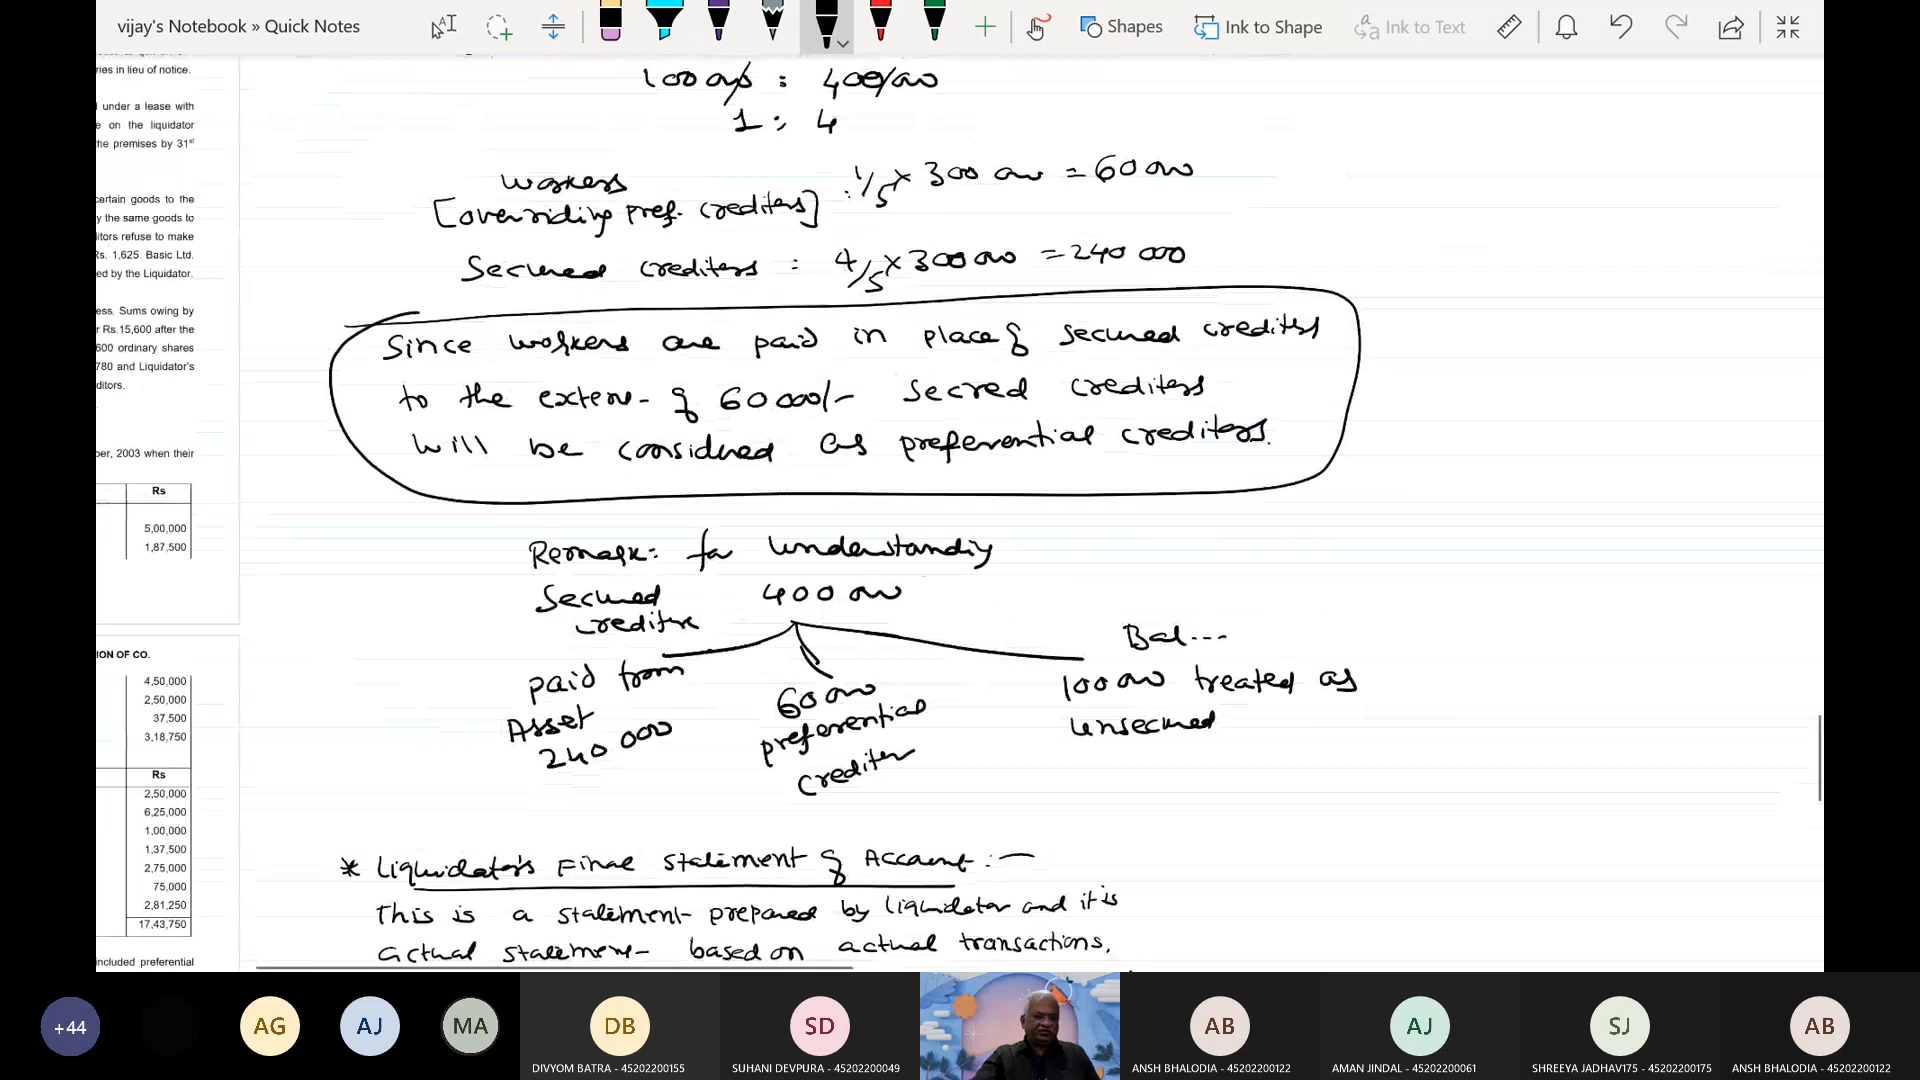 vijay's Notebook » Quick Notes
Shapes
Ink to Shape
Ink to Text
ries in lieu of notice.
under a lease with
e on the liquidator
he premises by 31st
certain goods to the
y the same goods to
ditors refuse to make
Rs. 1,625. Basic Ltd.
ed by the Liquidator.
ess. Sums owing by
r Rs.15,600 after the
600 ordinary shares
780 and Liquidator's
ditors.
ber, 2003 when their
Rs
5,00,000
1,87,500
ION OF CO.
4,50,000
2,50,000
37,500
3,18,750
Rs
2,50,000
6,25,000
1,00,000
1,37,500
2,75,000
75,000
2,81,250
17,43,750
included preferential
100000 : 400000
1 : 4
workers : 1/5 x 300 000 = 60 000
[overriding pref. creditors]
Secured creditors : 4/5 x 300 000 = 240 000
Since workers are paid in place of secured creditors
to the extent of 60 000/- secred creditors
will be considered as preferential creditors.
Remark: for understanding
Secured creditors 400 000
paid from Asset 240 000
60 000 preferential creditor
Bal... 100 000 treated as unsecured
* Liquidator's Final Statement of Account :-
This is a statement prepared by liquidator and it is
actual statement based on actual transactions.
+44
AG
AJ
MA
DB
DIVYOM BATRA - 45202200155
SD
SUHANI DEVPURA - 45202200049
AB
ANSH BHALODIA - 45202200122
AJ
AMAN JINDAL - 45202200061
SJ
SHREEYA JADHAV175 - 45202200175
AB
ANSH BHALODIA - 45202200122